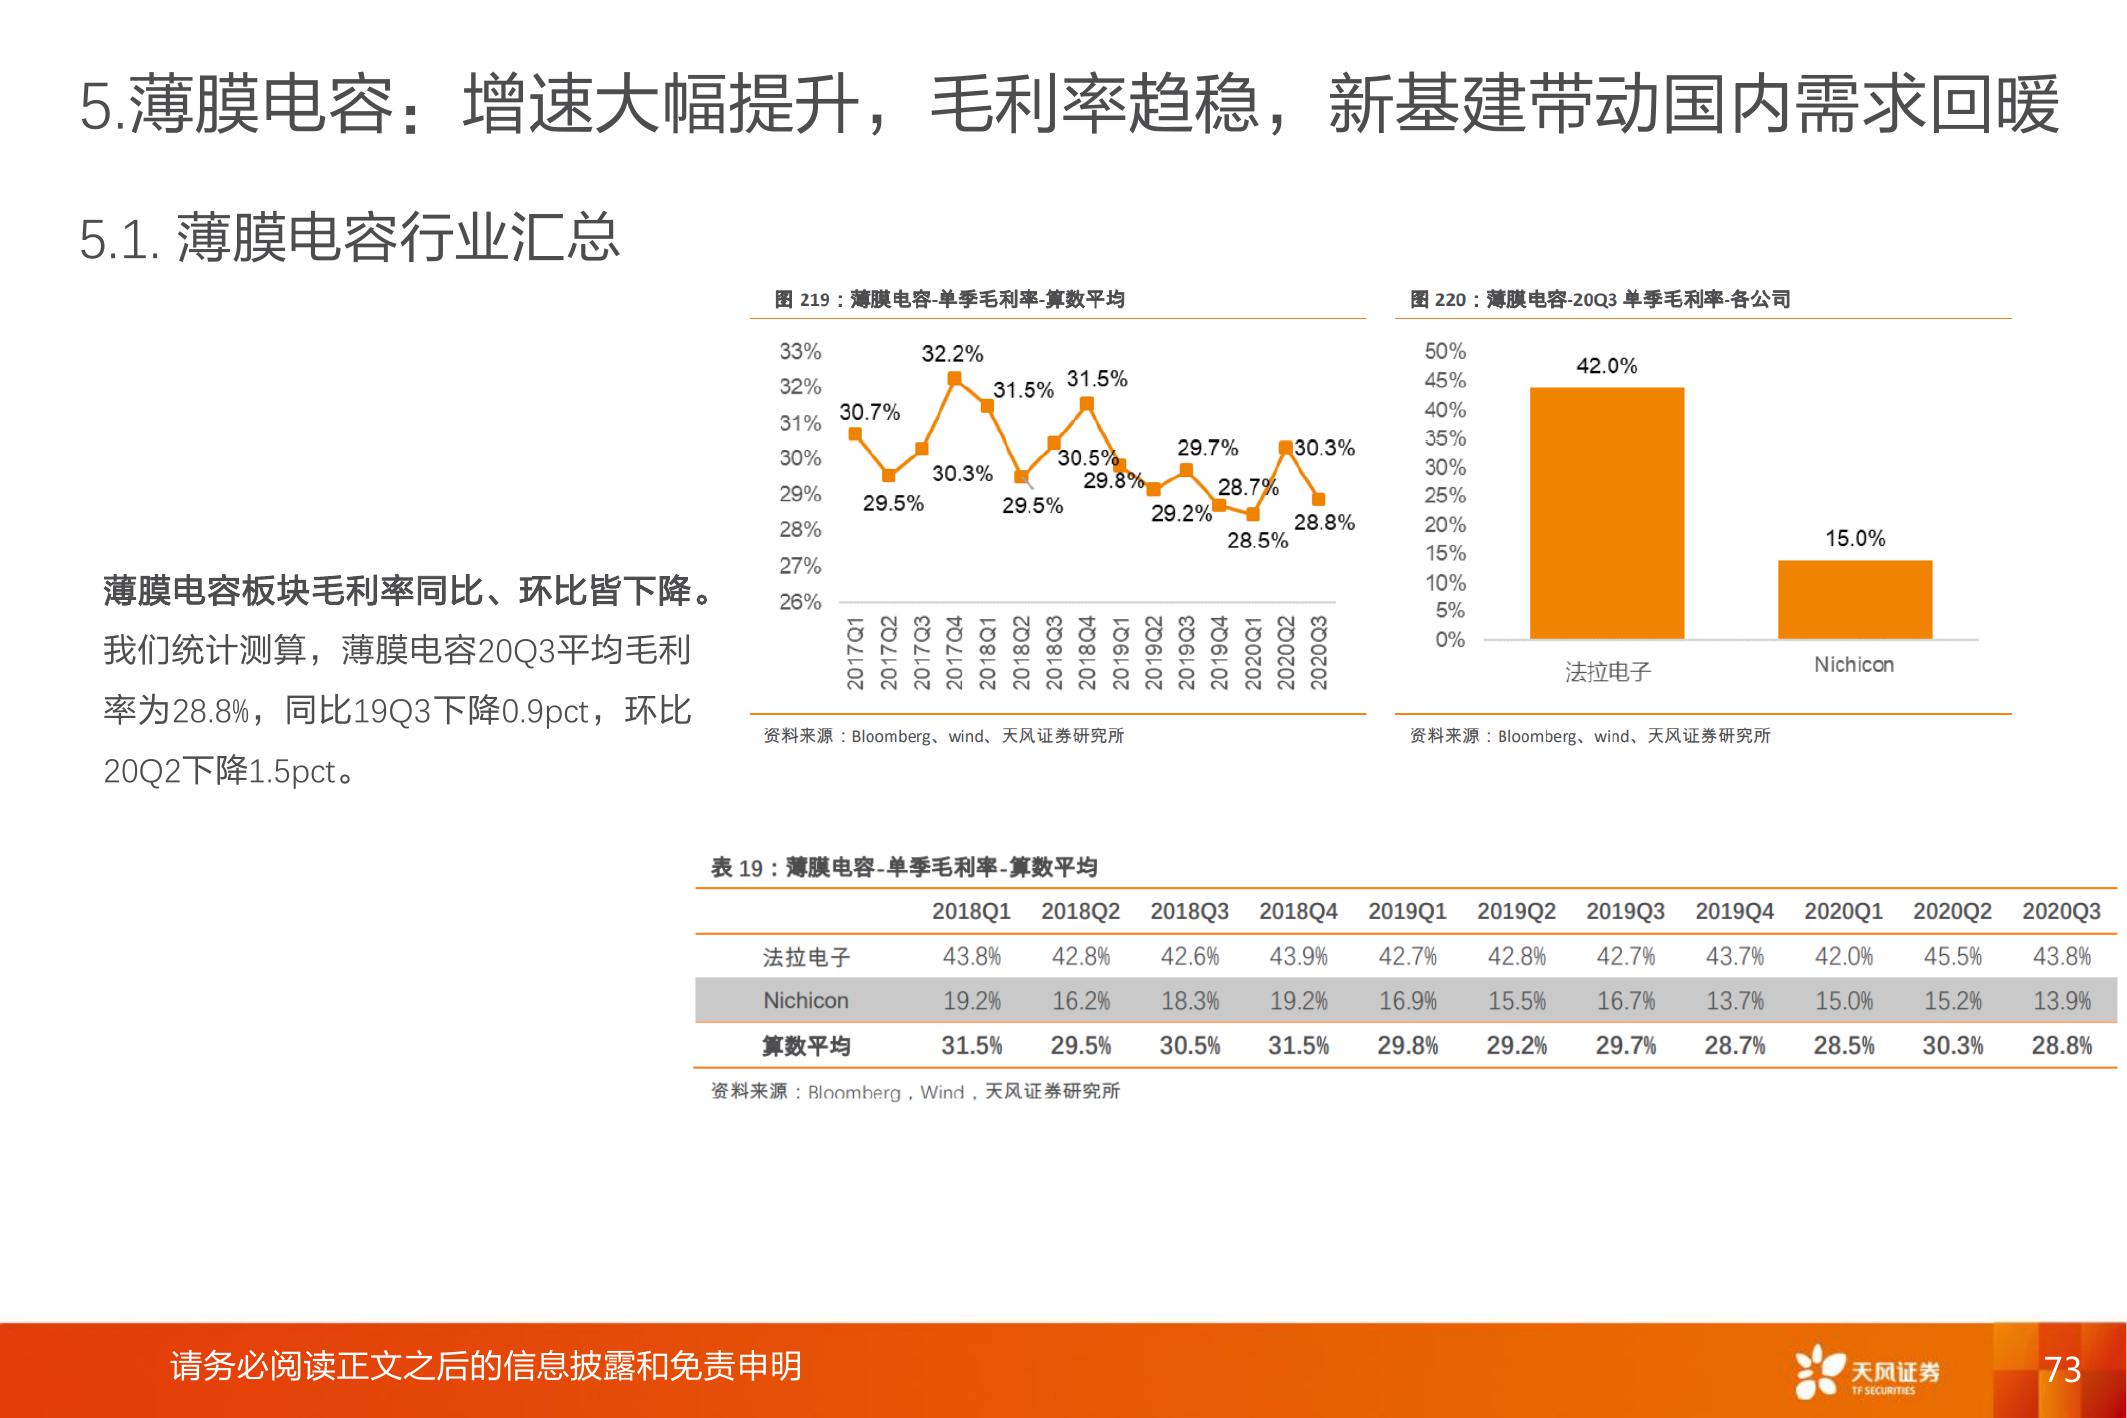 5.薄膜电容：增速大幅提升，毛利率趋稳，新基建带动国内需求回暖
5.1. 薄膜电容行业汇总
薄膜电容板块毛利率同比、环比皆下降。
我们统计测算，薄膜电容20Q3平均毛利
率为28.8%，同比19Q3下降0.9pct，环比
20Q2下降1.5pct。
图 219：薄膜电容-单季毛利率-算数平均
33%
32%
31%
30%
29%
28%
27%
26%
30.7%
29.5%
30.3%
32.2%
31.5%
29.5%
30.5%
31.5%
29.8%
29.2%
29.7%
28.7%
28.5%
30.3%
28.8%
2017Q1 2017Q2 2017Q3 2017Q4 2018Q1 2018Q2 2018Q3 2018Q4 2019Q1 2019Q2 2019Q3 2019Q4 2020Q1 2020Q2 2020Q3
资料来源：Bloomberg、wind、天风证券研究所
图 220：薄膜电容-20Q3 单季毛利率-各公司
50%
45%
40%
35%
30%
25%
20%
15%
10%
5%
0%
42.0%
15.0%
法拉电子 Nichicon
资料来源：Bloomberg、wind、天风证券研究所
表 19：薄膜电容-单季毛利率-算数平均
2018Q1 2018Q2 2018Q3 2018Q4 2019Q1 2019Q2 2019Q3 2019Q4 2020Q1 2020Q2 2020Q3
法拉电子 43.8% 42.8% 42.6% 43.9% 42.7% 42.8% 42.7% 43.7% 42.0% 45.5% 43.8%
Nichicon 19.2% 16.2% 18.3% 19.2% 16.9% 15.5% 16.7% 13.7% 15.0% 15.2% 13.9%
算数平均 31.5% 29.5% 30.5% 31.5% 29.8% 29.2% 29.7% 28.7% 28.5% 30.3% 28.8%
资料来源：Bloomberg，Wind，天风证券研究所
请务必阅读正文之后的信息披露和免责申明
天风证券
TF SECURITIES
73